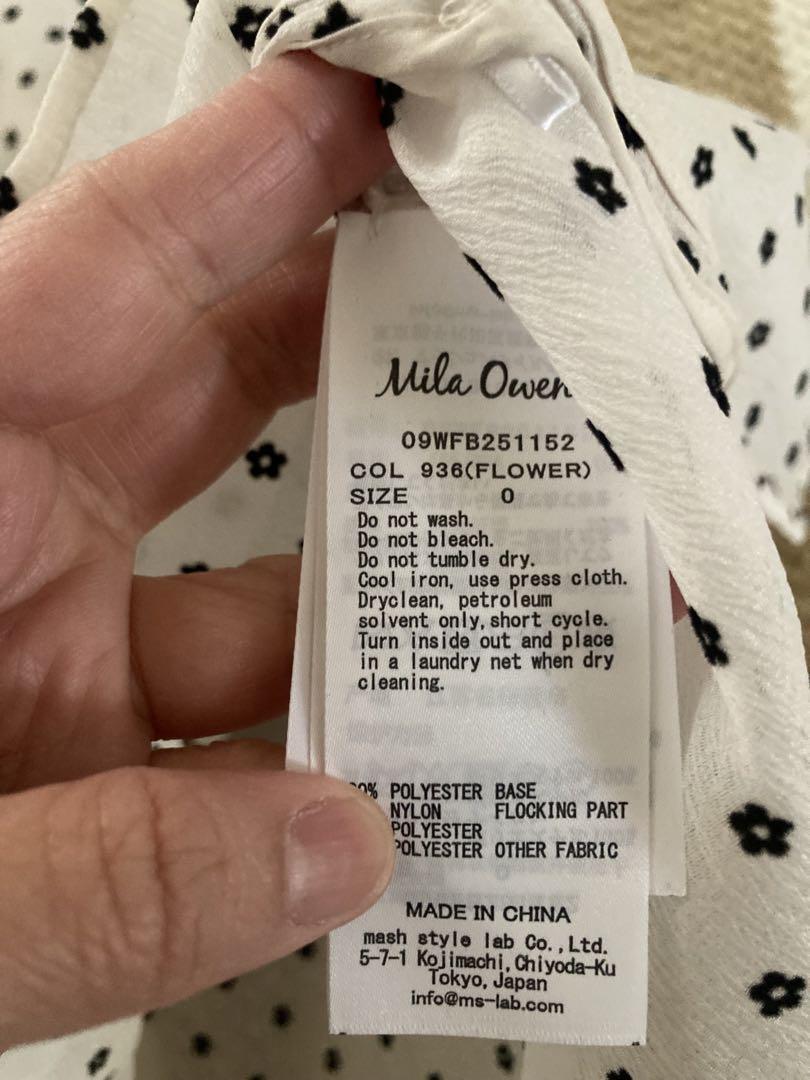 Mila Owen
09WFB251152
COL 936(FLOWER)
SIZE 0
Do not wash.
Do not bleach.
Do not tumble dry.
Cool iron, use press cloth.
Dryclean, petroleum
solvent only,short cycle.
Turn inside out and place
in a laundry net when dry
cleaning.
0% POLYESTER BASE
NYLON FLOCKING PART
POLYESTER
POLYESTER OTHER FABRIC
MADE IN CHINA
mash style lab Co.,Ltd.
5-7-1 Kojimachi,Chiyoda-Ku
Tokyo,Japan
info@ms-lab.com